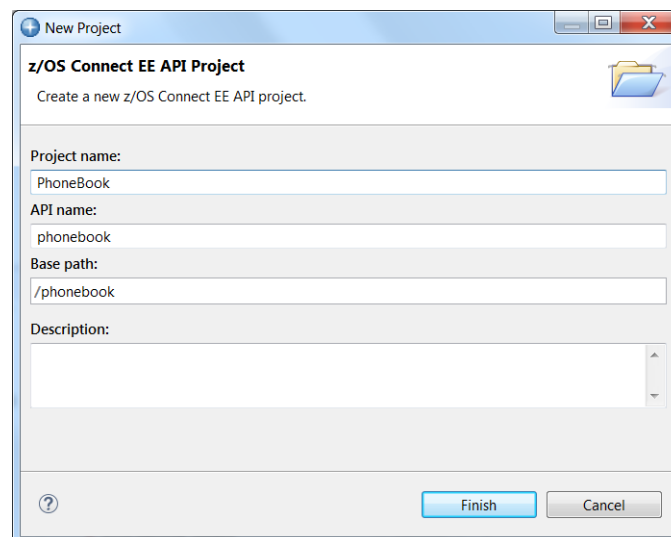 New Project
z/OS Connect EE API Project
Create a new z/OS Connect EE API project.
Project name:
PhoneBook
API name:
phonebook
Base path:
/phonebook
Description:
?
Finish
Cancel